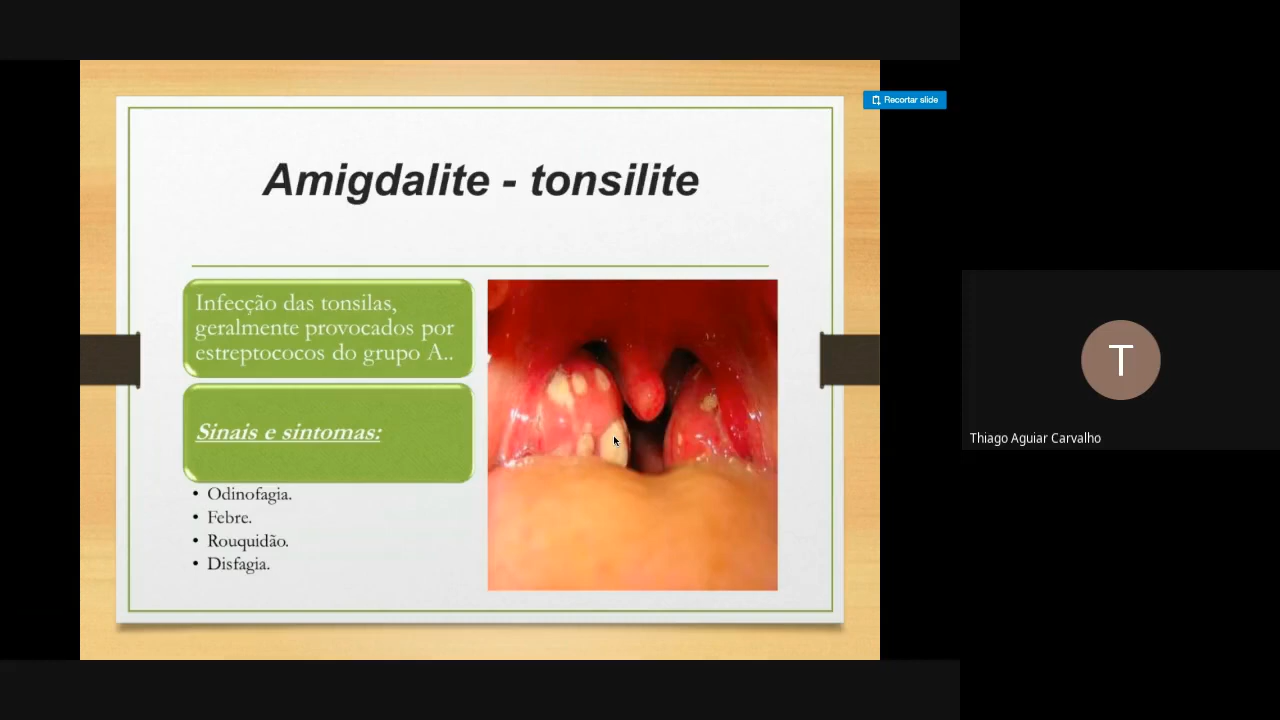 Recortar slide
Amigdalite - tonsilite
Infecção das tonsilas,
geralmente provocados por
estreptococos do grupo A..
Sinais e sintomas:
• Odinofagia.
• Febre.
• Rouquidão.
• Disfagia.
T
Thiago Aguiar Carvalho